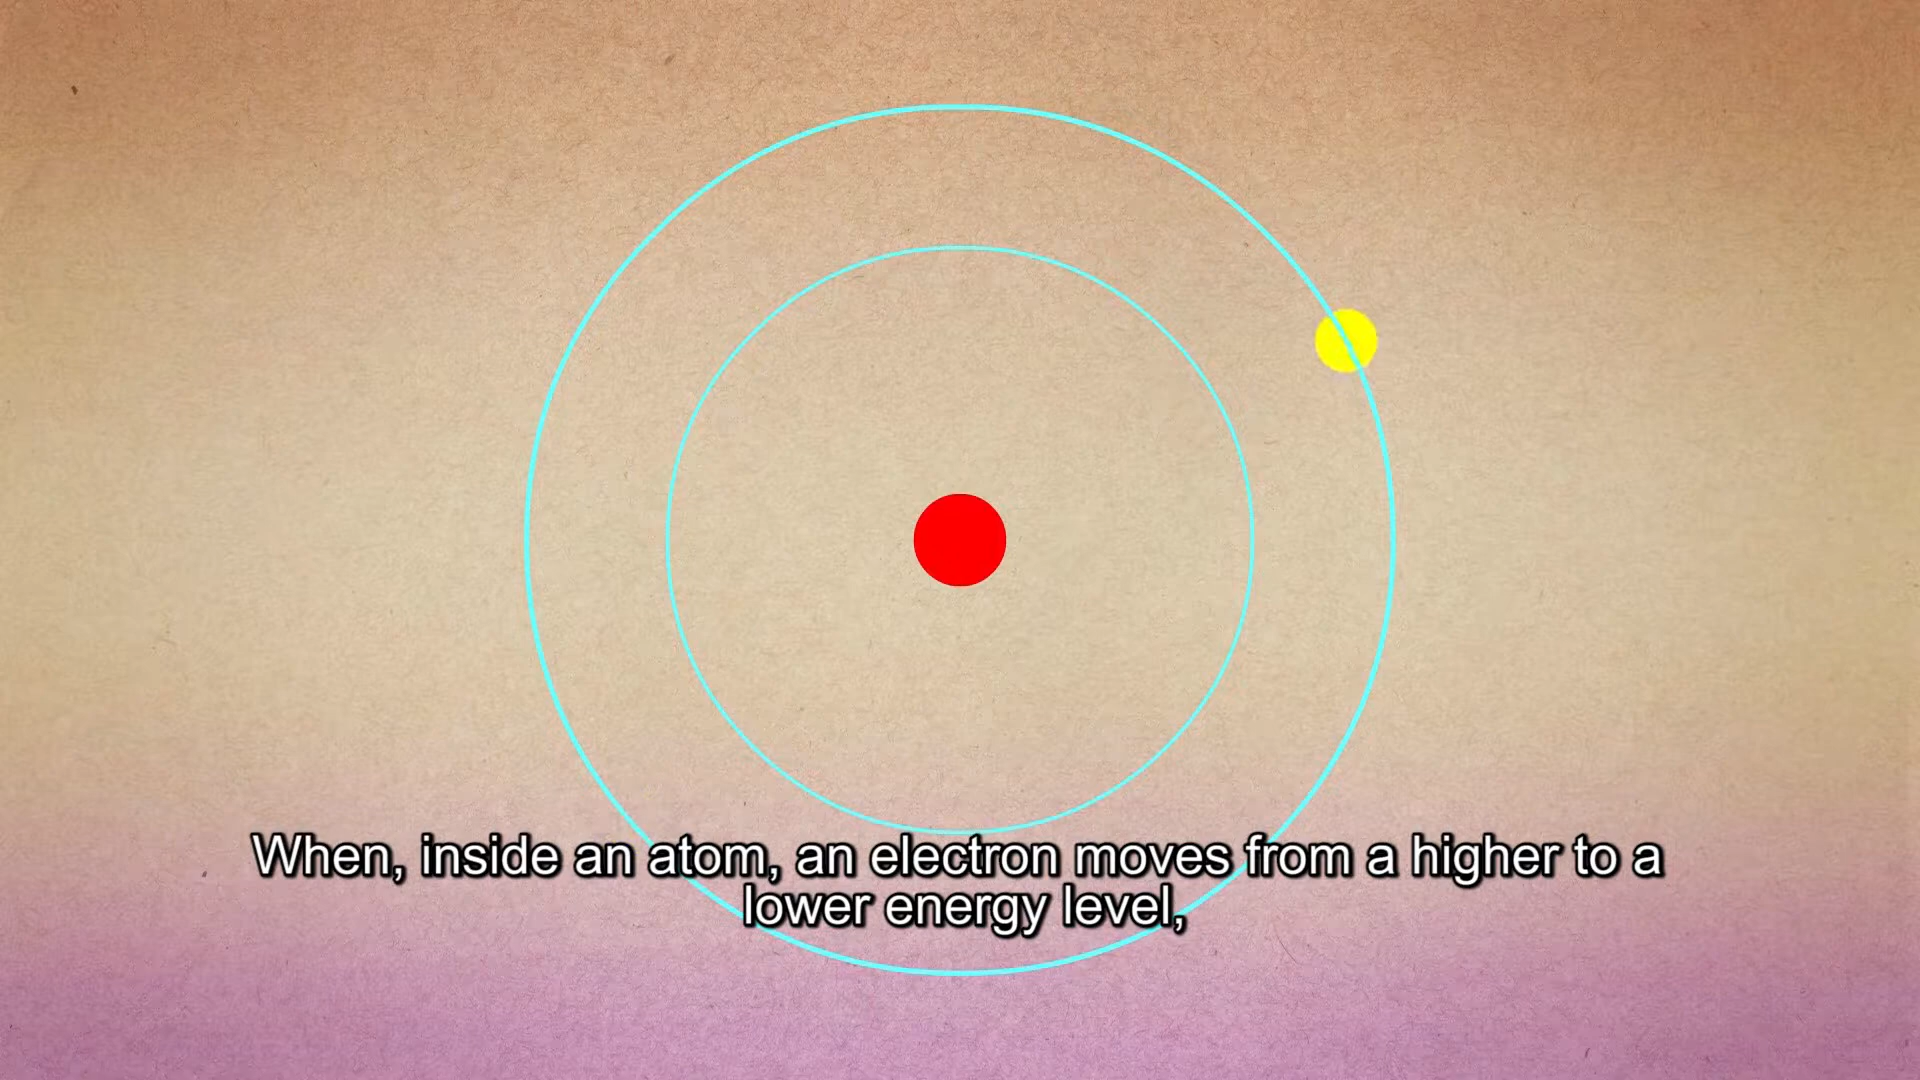 When, inside an atom, an electron moves from a higher to a
lower energy level,